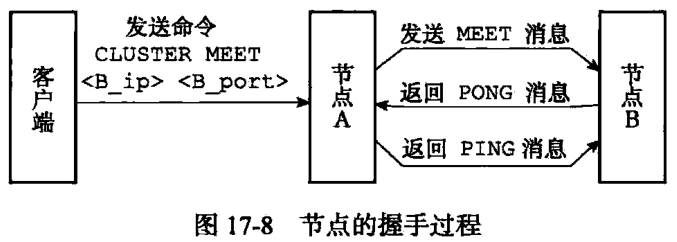 客户端
发送命令
CLUSTER MEET
<B_ip> <B_port>
节点A
发送 MEET 消息
返回 PONG 消息
返回 PING 消息
节点B
图 17-8 节点的握手过程